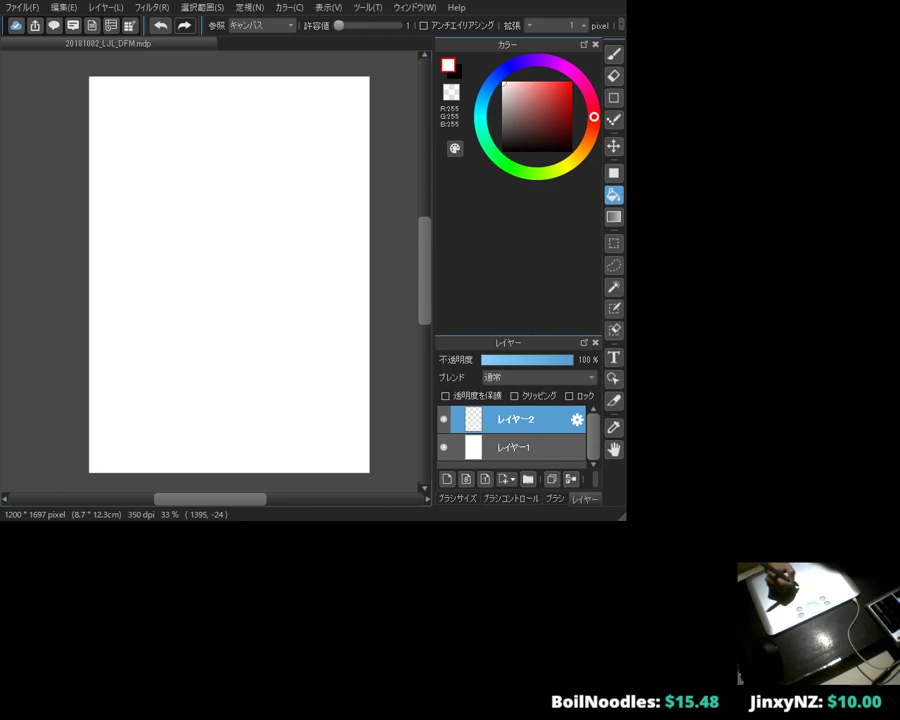 ファイル(F) 編集(E) レイヤー(L) フィルタ(R) 選択範囲(S) 定規(N) カラー(C) 表示(V) ツール(T) ウィンドウ(W) Help
参照 キャンバス 許容値 1 アンチエイリアシング 拡張 1 pixel
20181002_LJL_DFM.mdp
カラー
R:255
G:255
B:255
レイヤー
不透明度 100 %
ブレンド 通常
透明度を保護 クリッピング ロック
レイヤー2
レイヤー1
ブラシサイズ ブラシコントロール ブラシ レイヤー
1200 * 1697 pixel (8.7 * 12.3cm) 350 dpi 33 % ( 1395, -24 )
BoilNoodles: $15.48 JinxyNZ: $10.00